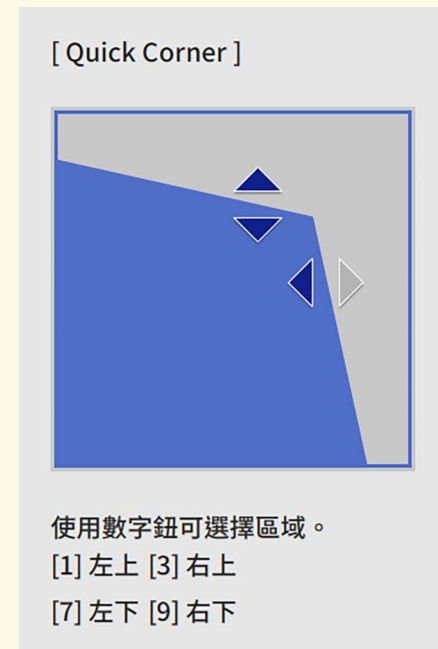 [ Quick Corner ]
使用數字鈕可選擇區域。
[1] 左上 [3] 右上
[7] 左下 [9] 右下